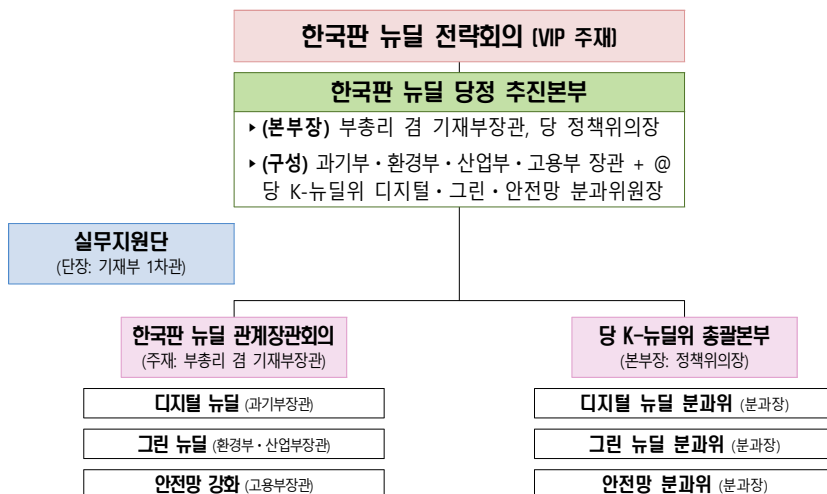 한국판 뉴딜 전략회의 (VIP 주재)
한국판 뉴딜 당정 추진본부
▸ (본부장) 부총리 겸 기재부장관, 당 정책위의장
▸ (구성) 과기부・환경부・산업부・고용부 장관 + @
당 K-뉴딜위 디지털・그린・안전망 분과위원장
실무지원단
(단장: 기재부 1차관)
한국판 뉴딜 관계장관회의
(주재: 부총리 겸 기재부장관)
디지털 뉴딜 (과기부장관)
그린 뉴딜 (환경부・산업부장관)
안전망 강화 (고용부장관)
당 K-뉴딜위 총괄본부
(본부장: 정책위의장)
디지털 뉴딜 분과위 (분과장)
그린 뉴딜 분과위 (분과장)
안전망 분과위 (분과장)